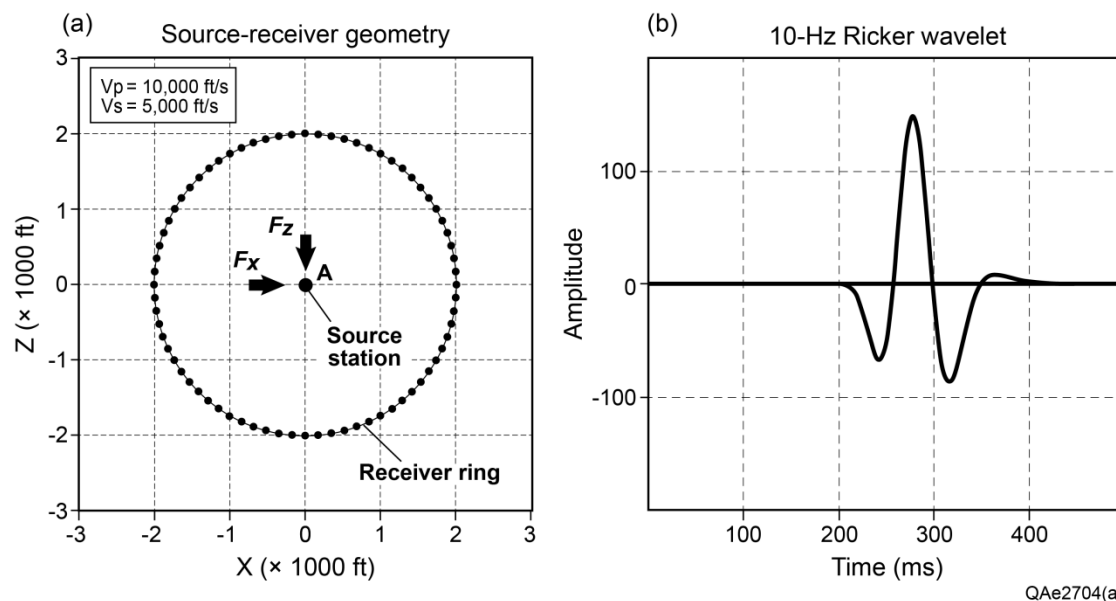 (a)
Source-receiver geometry
Vp = 10,000 ft/s
Vs = 5,000 ft/s
3
2
1
0
-1
-2
-3
Z (× 1000 ft)
Fz
Fx
A
Source
station
Receiver ring
-3
-2
-1
0
1
2
3
X (× 1000 ft)
(b)
10-Hz Ricker wavelet
100
0
-100
Amplitude
100
200
300
400
Time (ms)
QAe2704(a